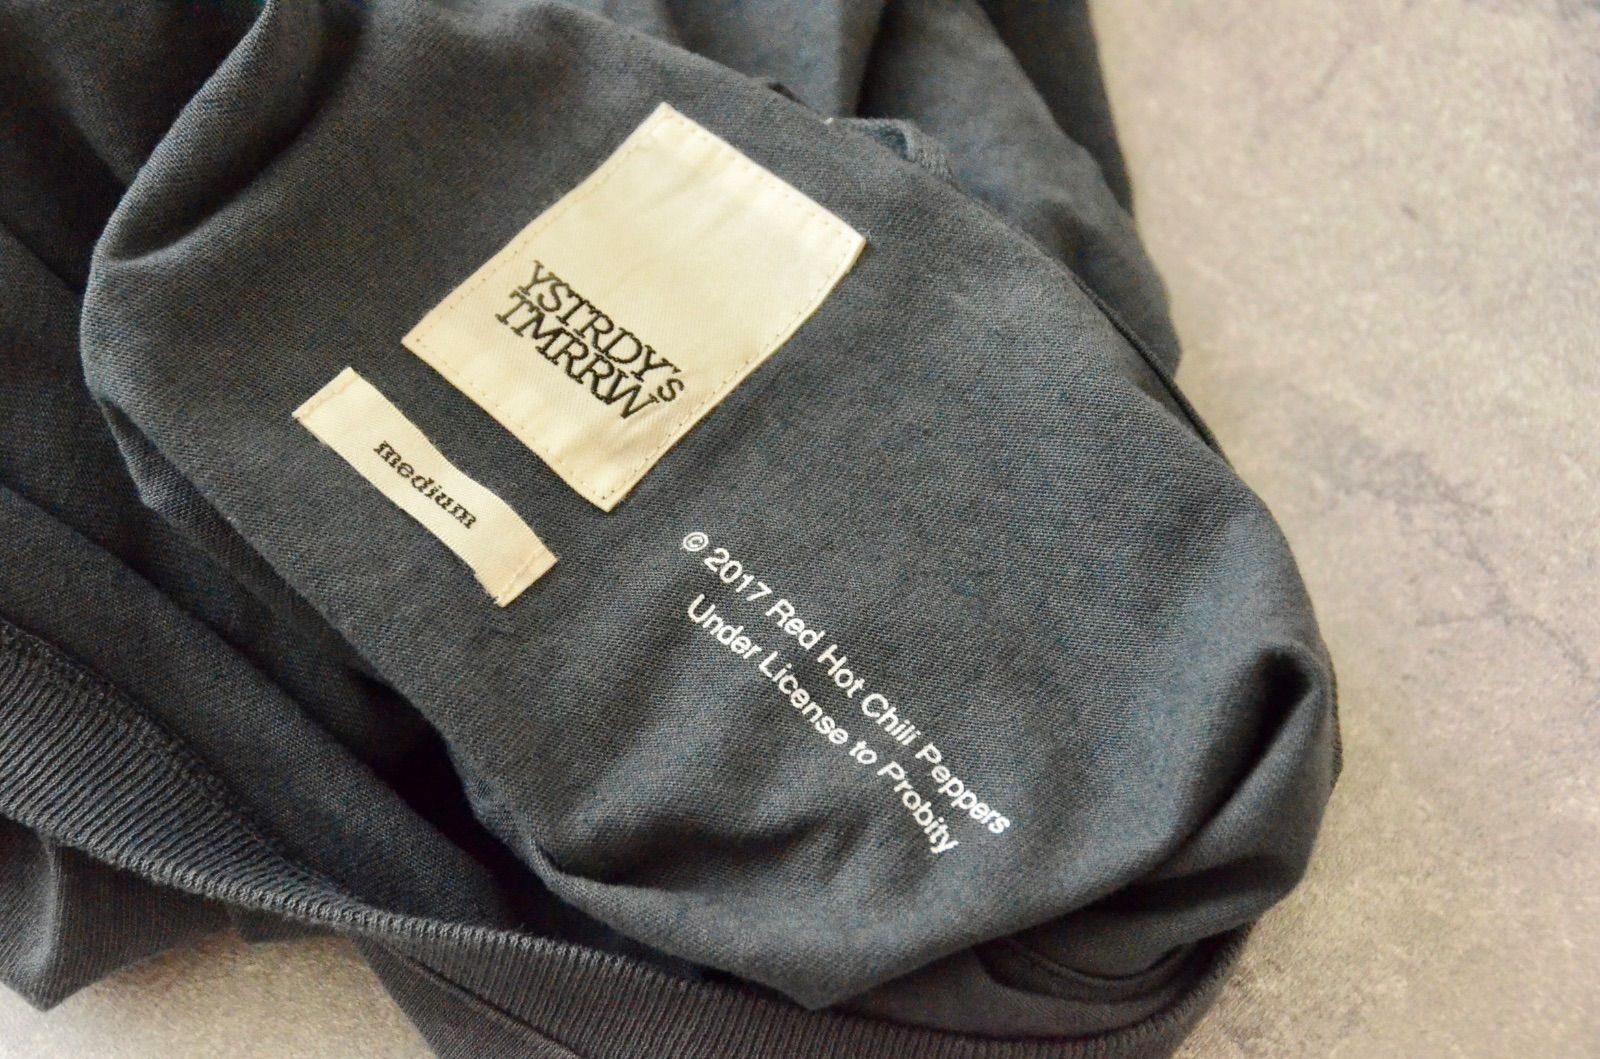 YSTRDY's
TMRRW
medium
© 2017 Red Hot Chili Peppers
Under License to Probity